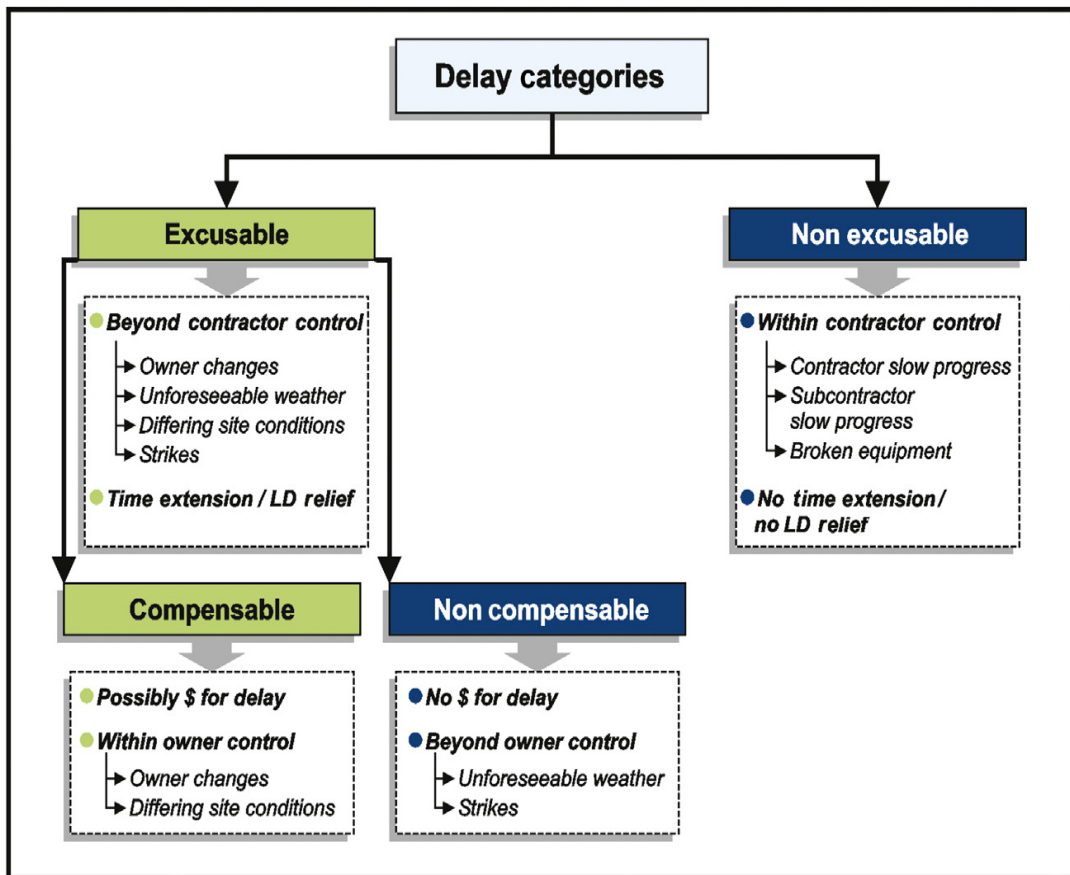 Delay categories
Excusable
Beyond contractor control
Owner changes
Unforeseeable weather
Differing site conditions
Strikes
Time extension / LD relief
Non excusable
Within contractor control
Contractor slow progress
Subcontractor
slow progress
Broken equipment
No time extension /
no LD relief
Compensable
Possibly $ for delay
Within owner control
Owner changes
Differing site conditions
Non compensable
No $ for delay
Beyond owner control
Unforeseeable weather
Strikes